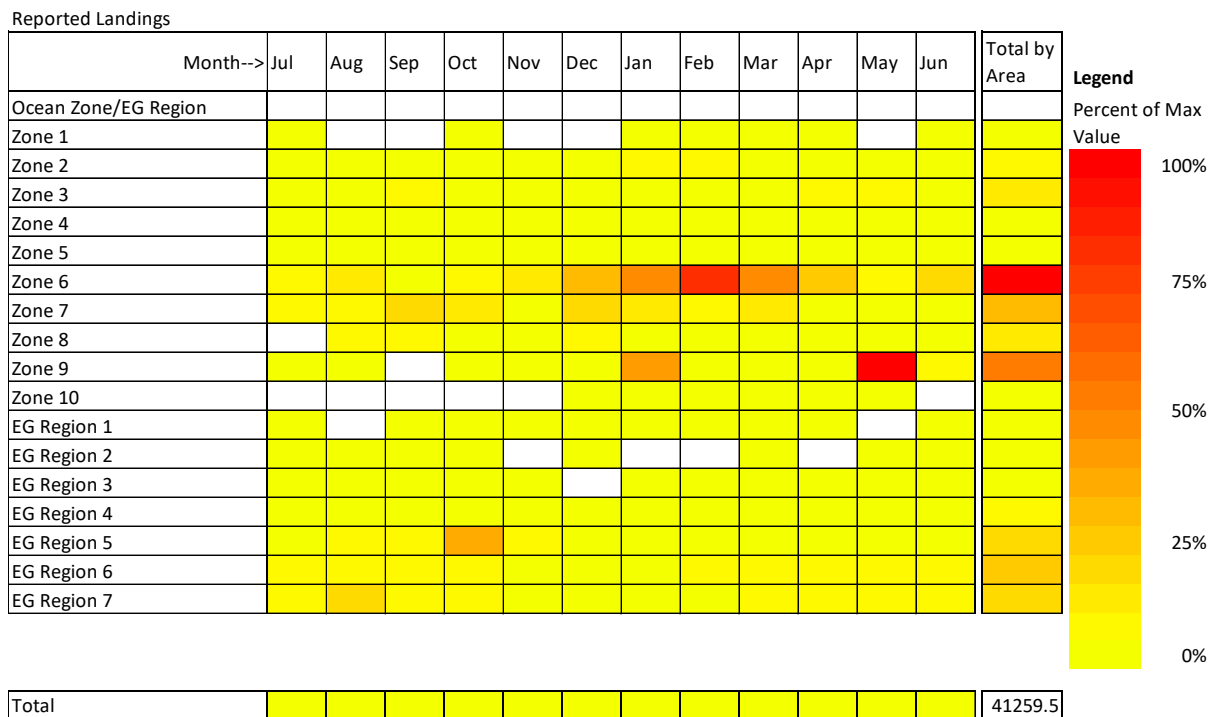 Reported Landings
Month--> Jul Aug Sep Oct Nov Dec Jan Feb Mar Apr May Jun Total by
Area
Ocean Zone/EG Region
Zone 1
Zone 2
Zone 3
Zone 4
Zone 5
Zone 6
Zone 7
Zone 8
Zone 9
Zone 10
EG Region 1
EG Region 2
EG Region 3
EG Region 4
EG Region 5
EG Region 6
EG Region 7
Total 41259.5
Legend
Percent of Max
Value
100%
75%
50%
25%
0%